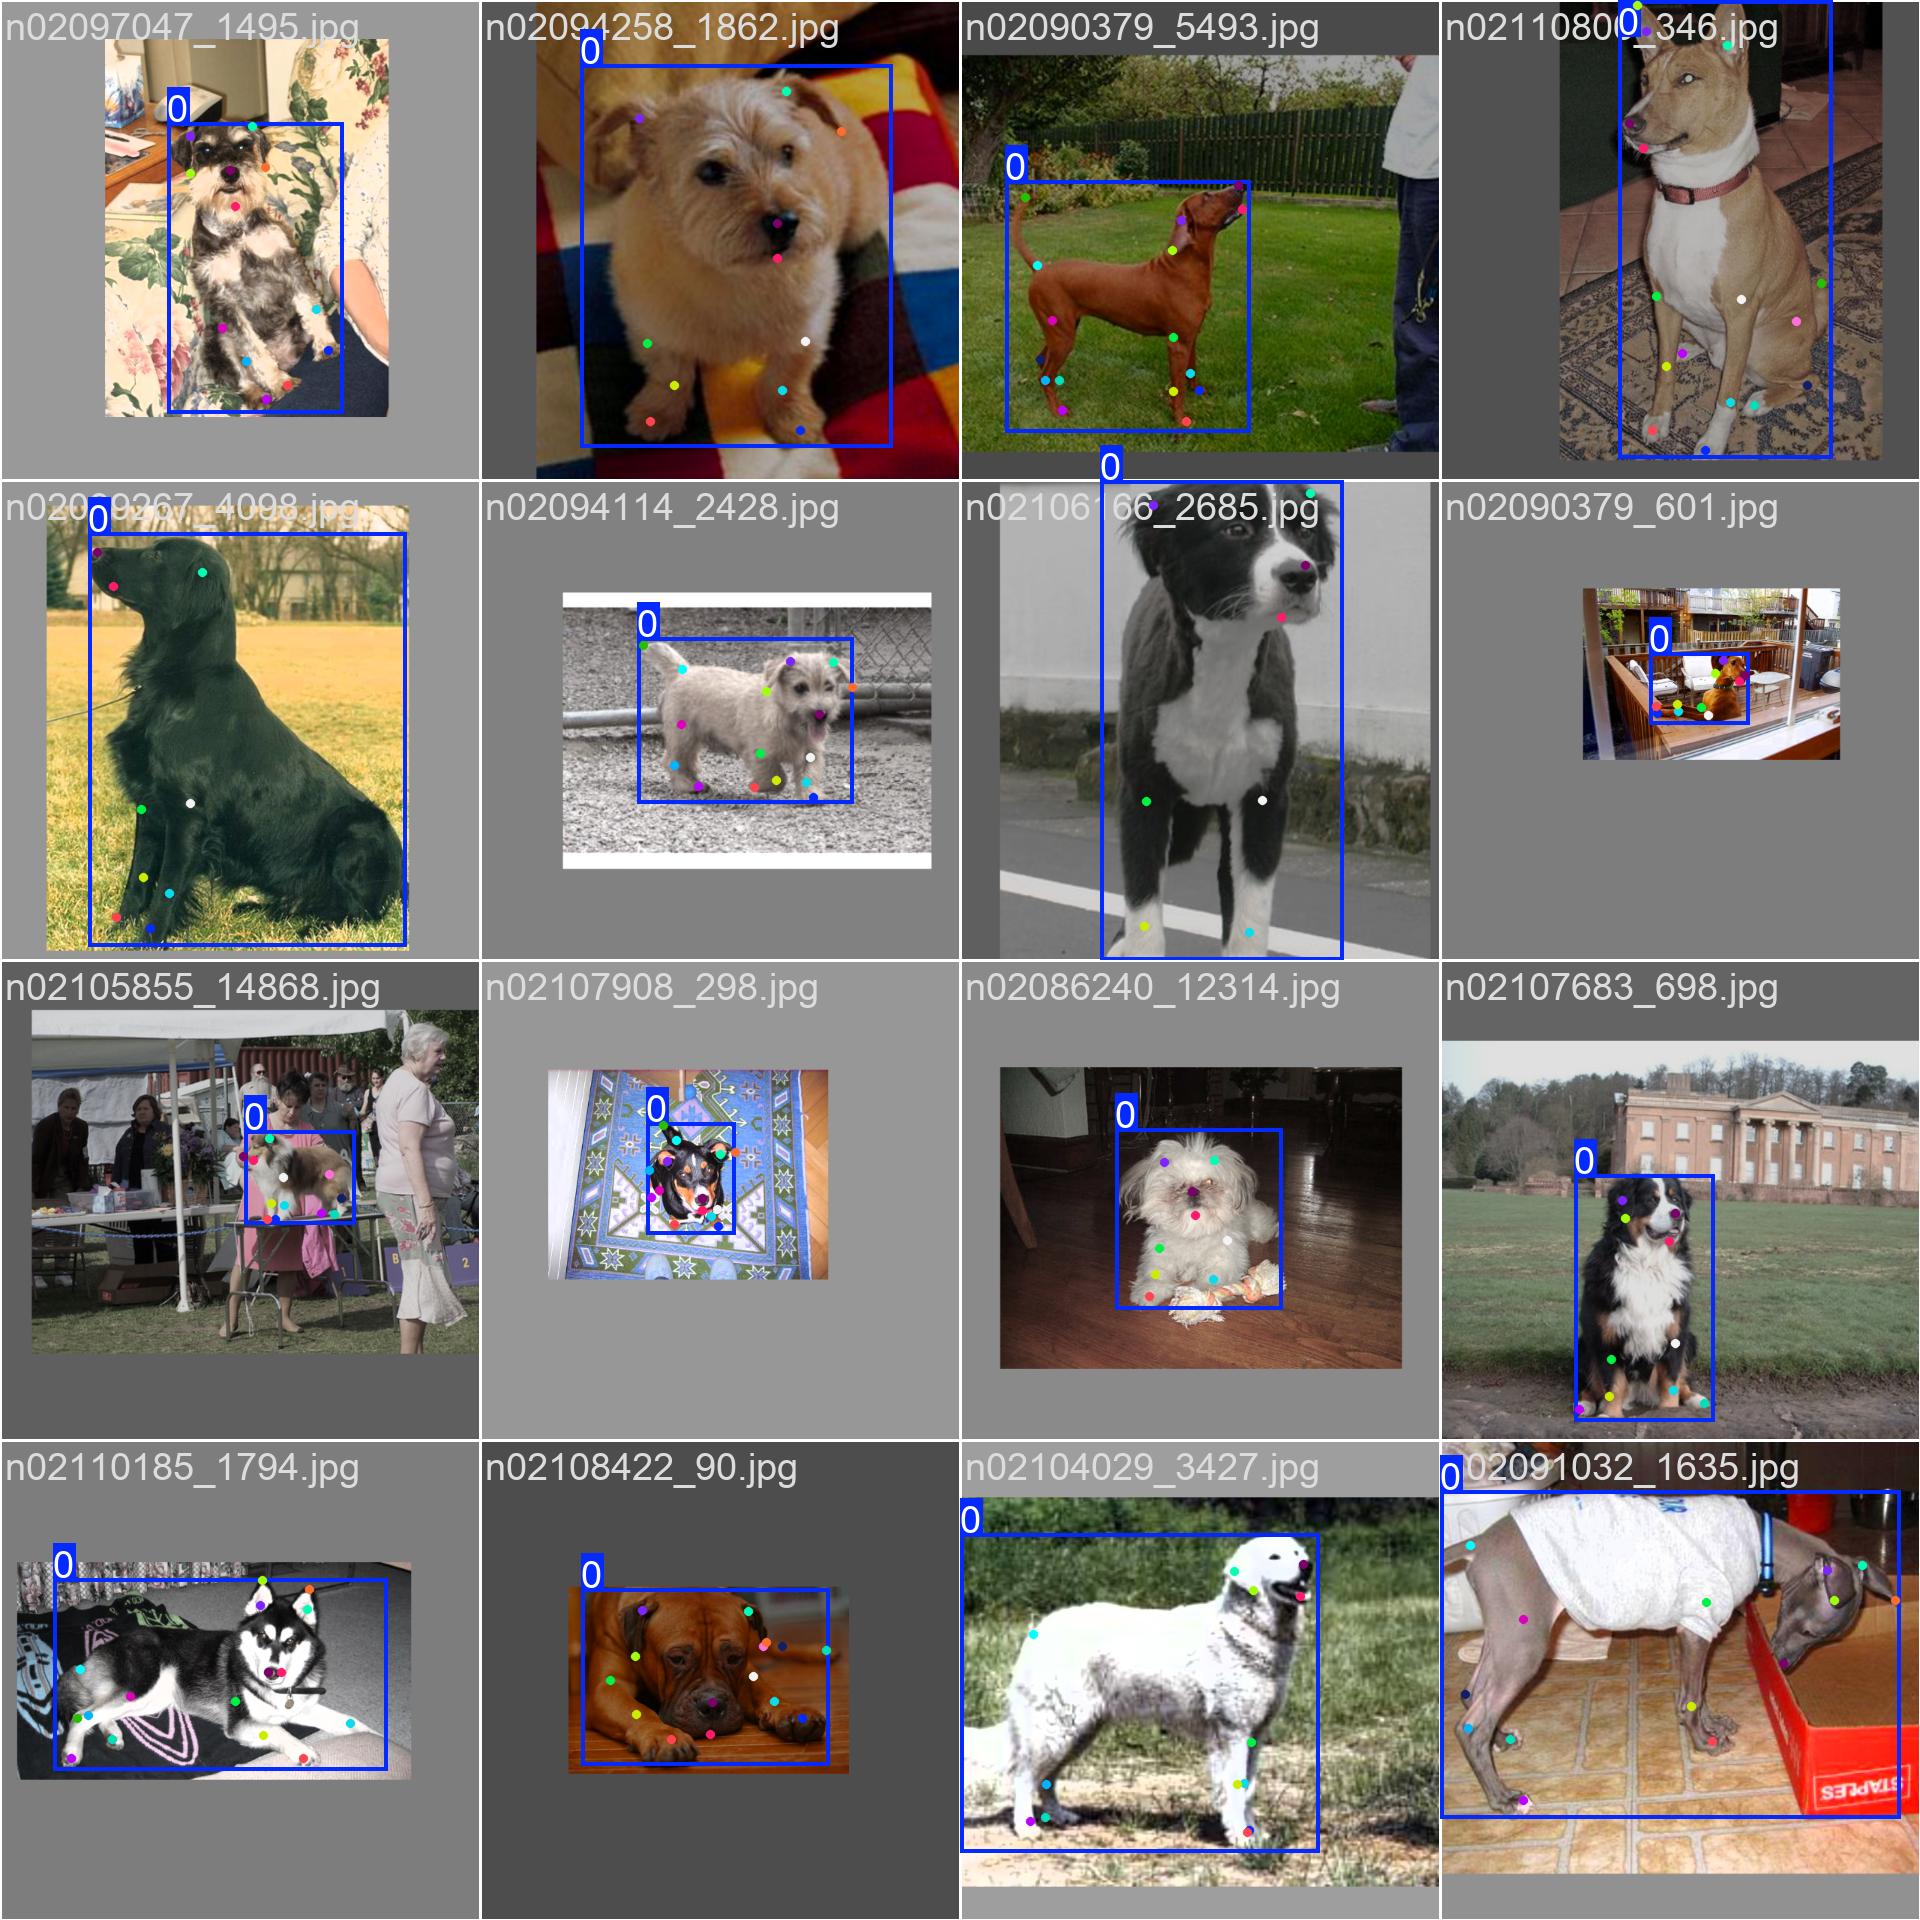 n02097047_1495.jpg
n02094258_1862.jpg
n02090379_5493.jpg
n02110800_346.jpg
0
0
0
0
n02099267_4098.jpg
n02094114_2428.jpg
n02106166_2685.jpg
n02090379_601.jpg
0
0
0
0
n02105855_14868.jpg
n02107908_298.jpg
n02086240_12314.jpg
n02107683_698.jpg
0
0
0
0
B
2
n02110185_1794.jpg
n02108422_90.jpg
n02104029_3427.jpg
02091032_1635.jpg
0
0
0
0
STAPLES